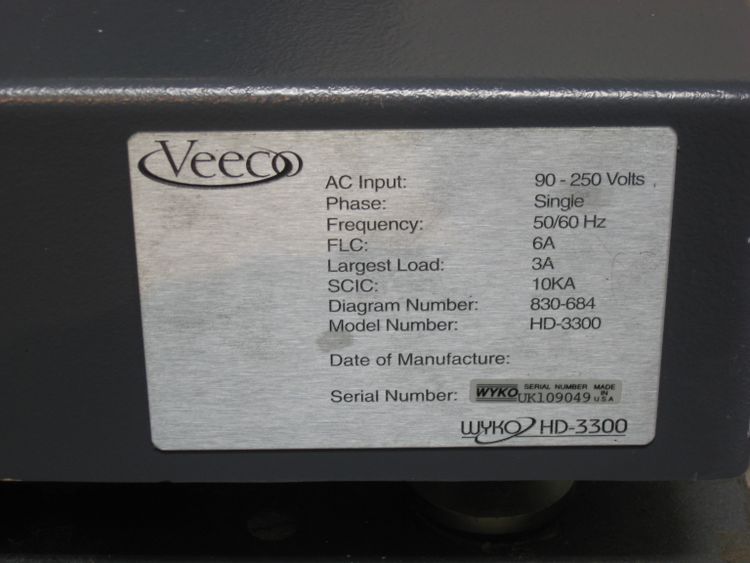 Veeco
AC Input: 90 - 250 Volts
Phase: Single
Frequency: 50/60 Hz
FLC: 6A
Largest Load: 3A
SCIC: 10KA
Diagram Number: 830-684
Model Number: HD-3300
Date of Manufacture:
Serial Number: WYKO SERIAL NUMBER UK109049 MADE IN USA
WYKO HD-3300